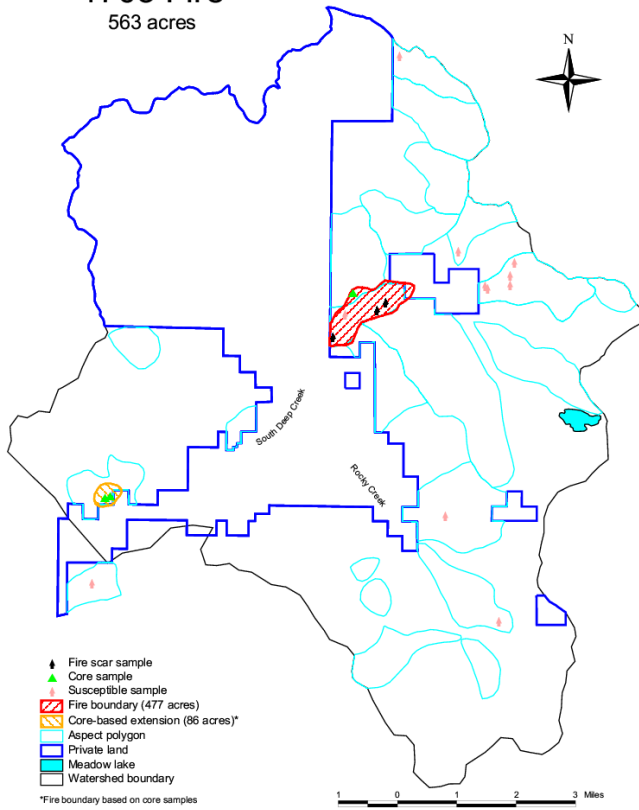 563 acres
N
South Deep Creek
Rocky Creek
Fire scar sample
Core sample
Susceptible sample
Fire boundary (477 acres)
Core-based extension (86 acres)*
Aspect polygon
Private land
Meadow lake
Watershed boundary
*Fire boundary based on core samples
1 0 1 2 3 Miles